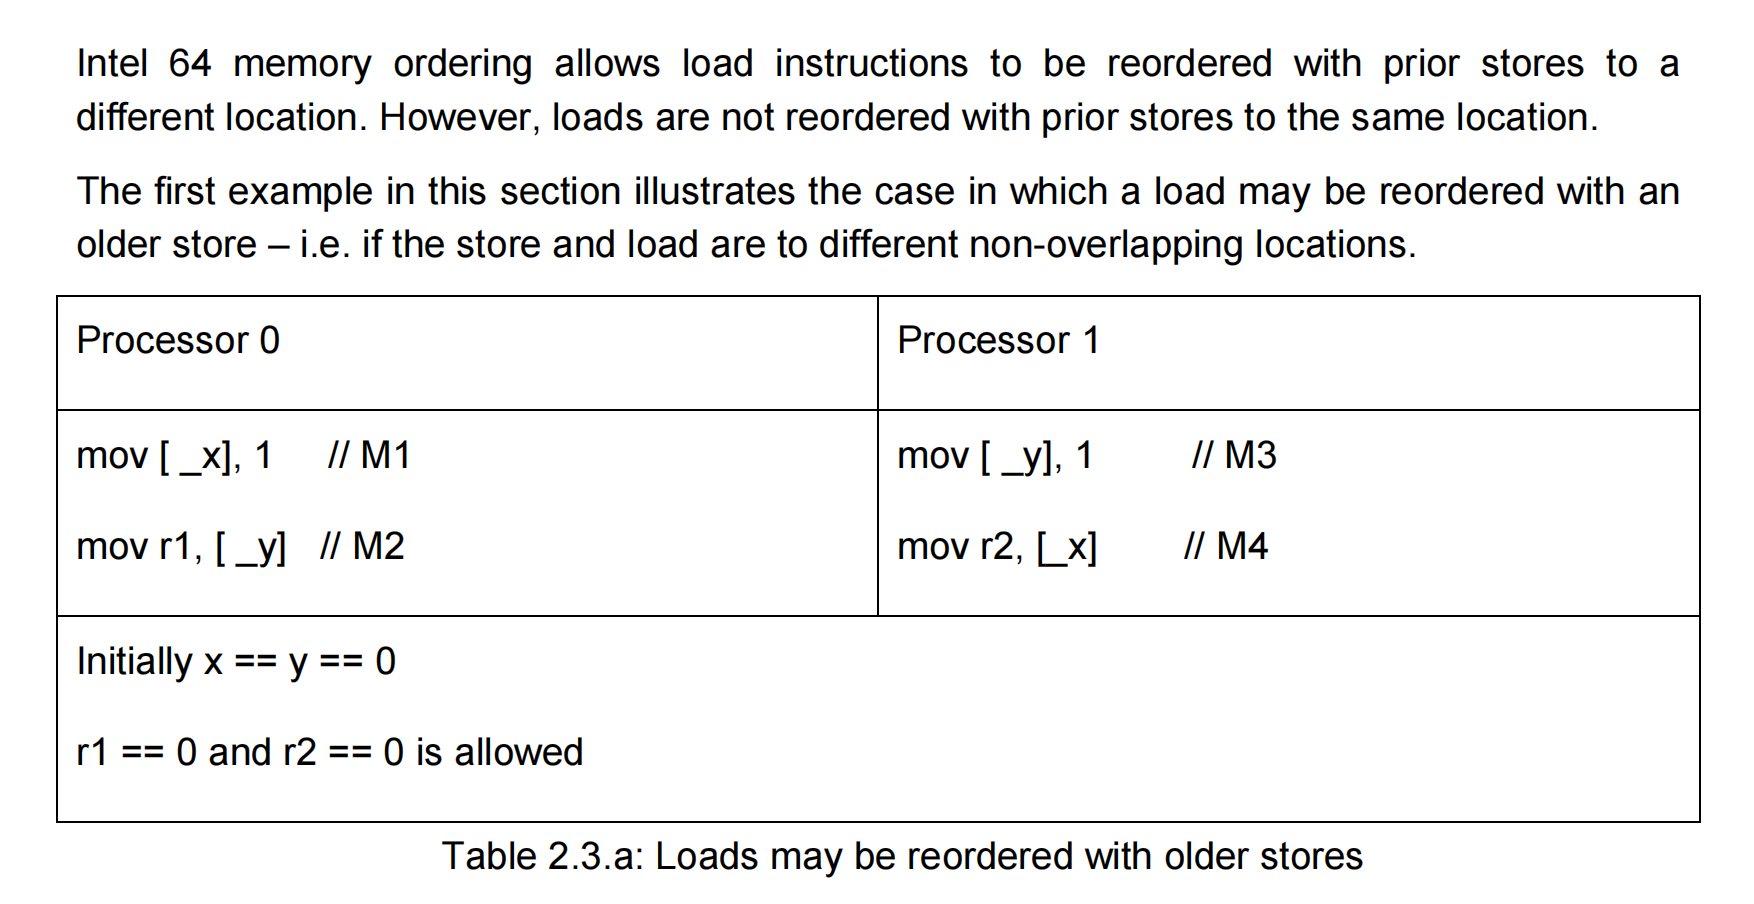 Intel 64 memory ordering allows load instructions to be reordered with prior stores to a
different location. However, loads are not reordered with prior stores to the same location.
The first example in this section illustrates the case in which a load may be reordered with an
older store – i.e. if the store and load are to different non-overlapping locations.
Processor 0
Processor 1
mov [ _x], 1 // M1
mov r1, [ _y] // M2
mov [ _y], 1 // M3
mov r2, [_x] // M4
Initially x == y == 0
r1 == 0 and r2 == 0 is allowed
Table 2.3.a: Loads may be reordered with older stores